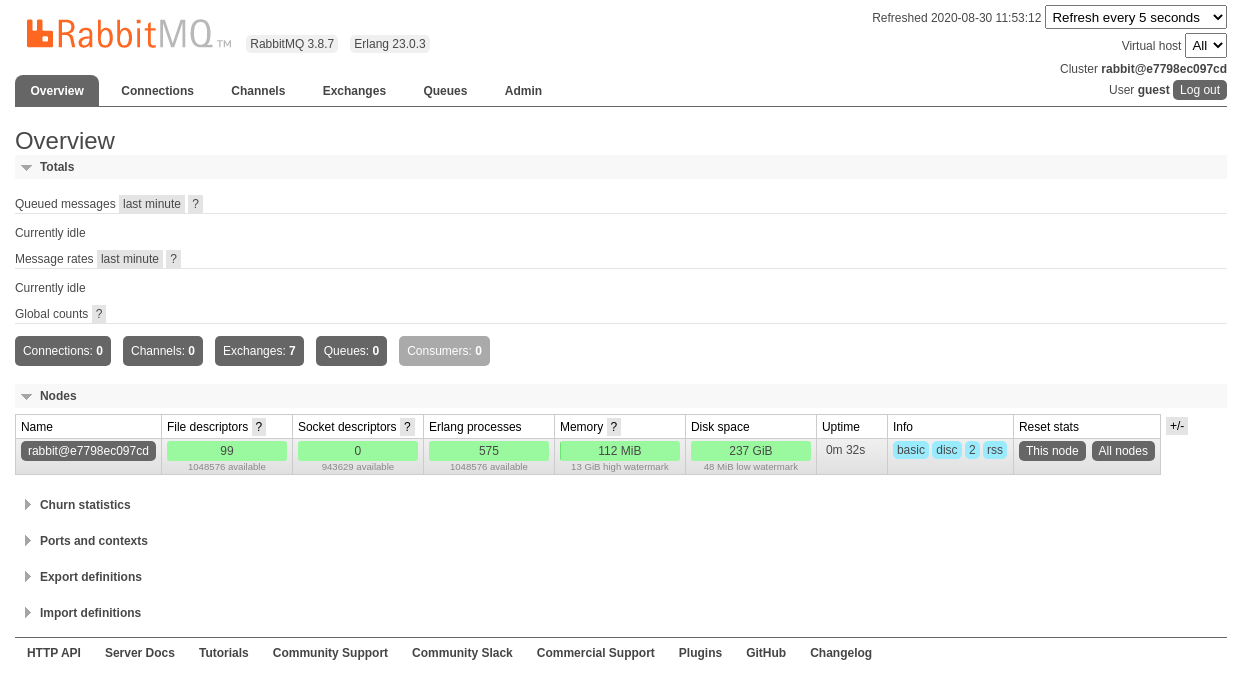 Refreshed 2020-08-30 11:53:12 Refresh every 5 seconds
RabbitMQ TM RabbitMQ 3.8.7 Erlang 23.0.3
Virtual host All
Cluster rabbit@e7798ec097cd
User guest Log out
Overview Connections Channels Exchanges Queues Admin
Overview
Totals
Queued messages last minute ?
Currently idle
Message rates last minute ?
Currently idle
Global counts ?
Connections: 0 Channels: 0 Exchanges: 7 Queues: 0 Consumers: 0
Nodes
Name File descriptors ? Socket descriptors ? Erlang processes Memory ? Disk space Uptime Info Reset stats +/-
rabbit@e7798ec097cd 99 0 575 112 MiB 237 GiB 0m 32s basic disc 2 rss This node All nodes
1048576 available 943629 available 1048576 available 13 GiB high watermark 48 MiB low watermark
Churn statistics
Ports and contexts
Export definitions
Import definitions
HTTP API Server Docs Tutorials Community Support Community Slack Commercial Support Plugins GitHub Changelog